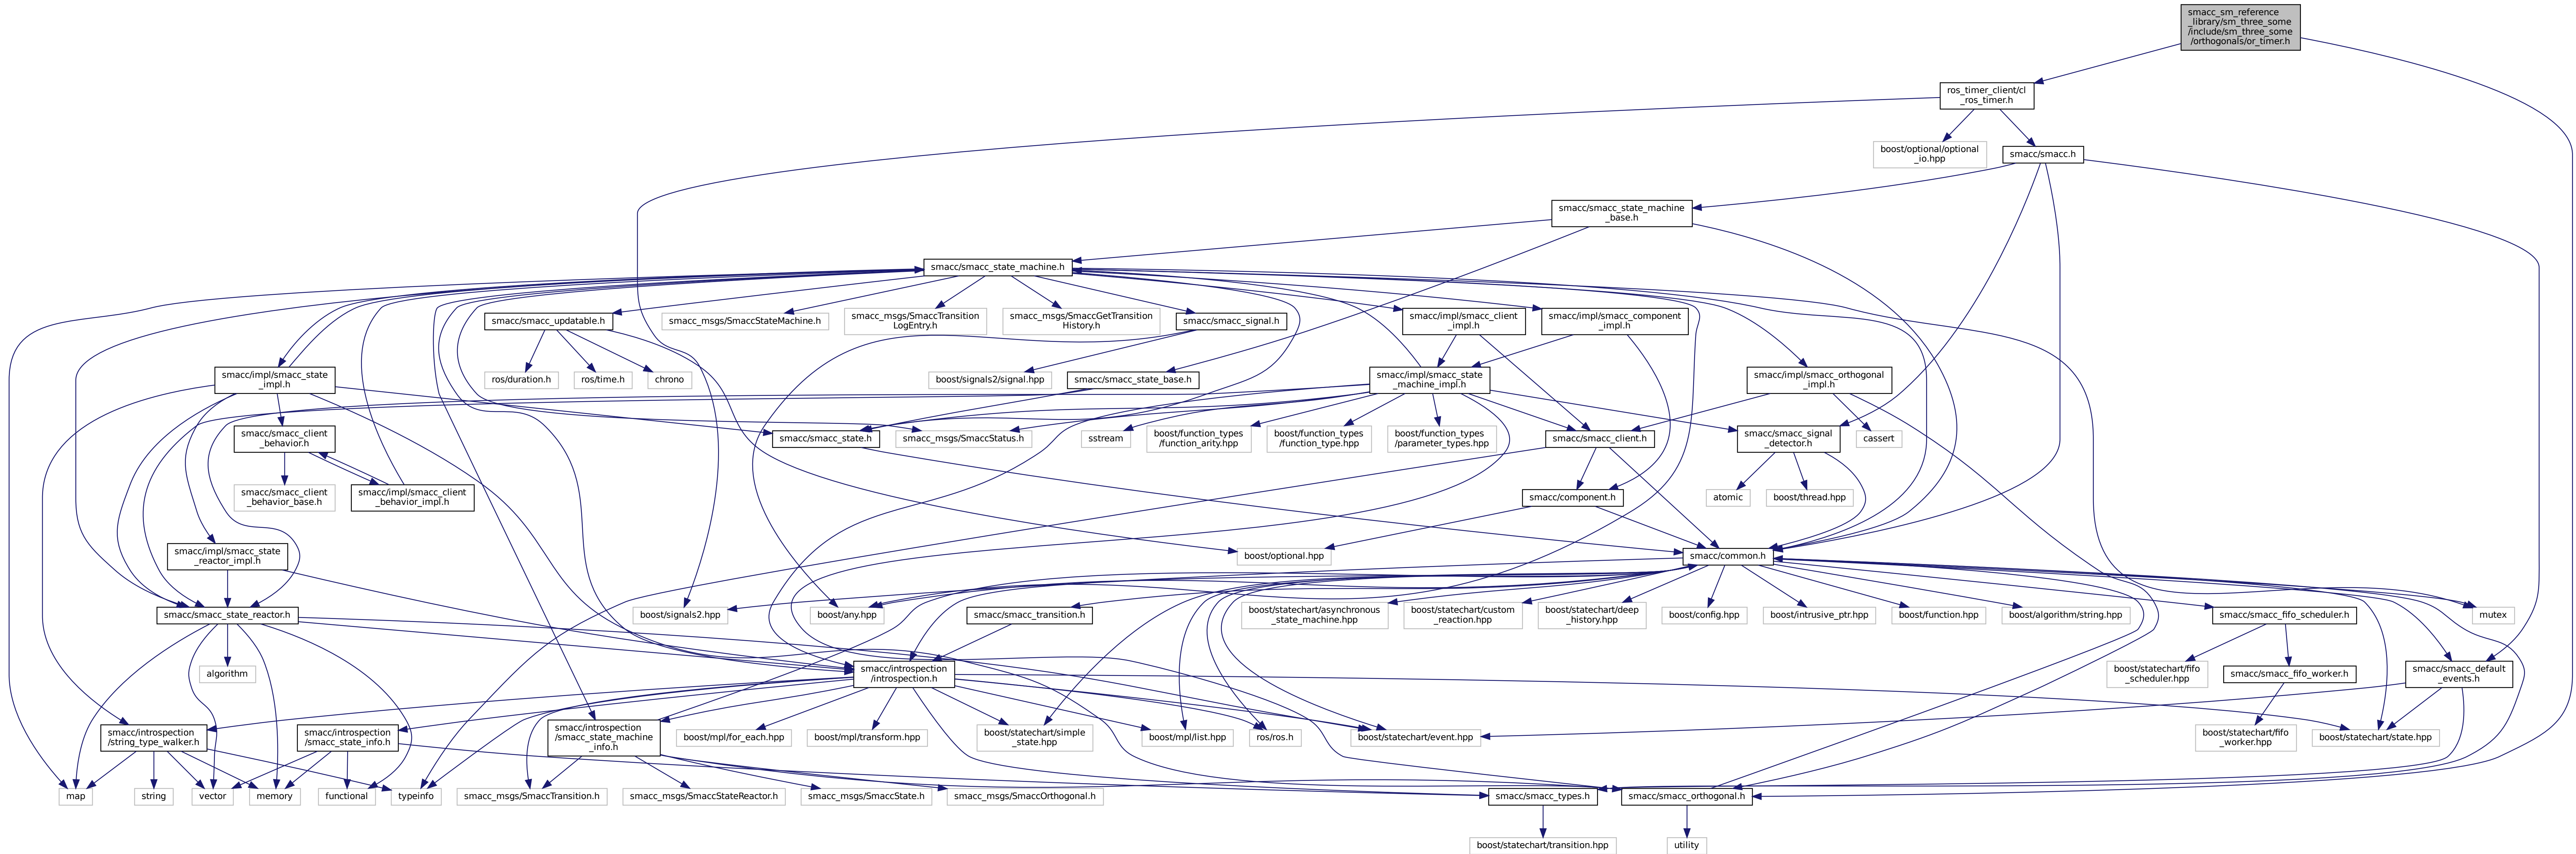 smacc_sm_reference
_library/sm_three_some
/include/sm_three_some
/orthogonals/or_timer.h
ros_timer_client/cl
_ros_timer.h
boost/optional/optional
_io.hpp
smacc/smacc.h
smacc/smacc_state_machine
_base.h
smacc/smacc_state_machine.h
smacc/smacc_updatable.h
smacc_msgs/SmaccStateMachine.h
smacc_msgs/SmaccTransition
LogEntry.h
smacc_msgs/SmaccGetTransition
History.h
smacc/smacc_signal.h
smacc/impl/smacc_client
_impl.h
smacc/impl/smacc_component
_impl.h
smacc/impl/smacc_state
_impl.h
ros/duration.h
ros/time.h
chrono
boost/signals2/signal.hpp
smacc/smacc_state_base.h
smacc/impl/smacc_state
_machine_impl.h
smacc/impl/smacc_orthogonal
_impl.h
smacc/smacc_client
_behavior.h
smacc/smacc_state.h
smacc_msgs/SmaccStatus.h
sstream
boost/function_types
/function_arity.hpp
boost/function_types
/function_type.hpp
boost/function_types
/parameter_types.hpp
smacc/smacc_client.h
smacc/smacc_signal
_detector.h
cassert
smacc/smacc_client
_behavior_base.h
smacc/impl/smacc_client
_behavior_impl.h
smacc/component.h
atomic
boost/thread.hpp
smacc/impl/smacc_state
_reactor_impl.h
boost/optional.hpp
smacc/common.h
smacc/smacc_state_reactor.h
boost/signals2.hpp
boost/any.hpp
smacc/smacc_transition.h
boost/statechart/asynchronous
_state_machine.hpp
boost/statechart/custom
_reaction.hpp
boost/statechart/deep
_history.hpp
boost/config.hpp
boost/intrusive_ptr.hpp
boost/function.hpp
boost/algorithm/string.hpp
smacc/smacc_fifo_scheduler.h
mutex
algorithm
smacc/introspection
/introspection.h
boost/statechart/fifo
_scheduler.hpp
smacc/smacc_fifo_worker.h
smacc/smacc_default
_events.h
smacc/introspection
/string_type_walker.h
smacc/introspection
/smacc_state_info.h
smacc/introspection
/smacc_state_machine
_info.h
boost/mpl/for_each.hpp
boost/mpl/transform.hpp
boost/statechart/simple
_state.hpp
boost/mpl/list.hpp
ros/ros.h
boost/statechart/event.hpp
boost/statechart/fifo
_worker.hpp
boost/statechart/state.hpp
map
string
vector
memory
functional
typeinfo
smacc_msgs/SmaccTransition.h
smacc_msgs/SmaccStateReactor.h
smacc_msgs/SmaccState.h
smacc_msgs/SmaccOrthogonal.h
smacc/smacc_types.h
smacc/smacc_orthogonal.h
boost/statechart/transition.hpp
utility